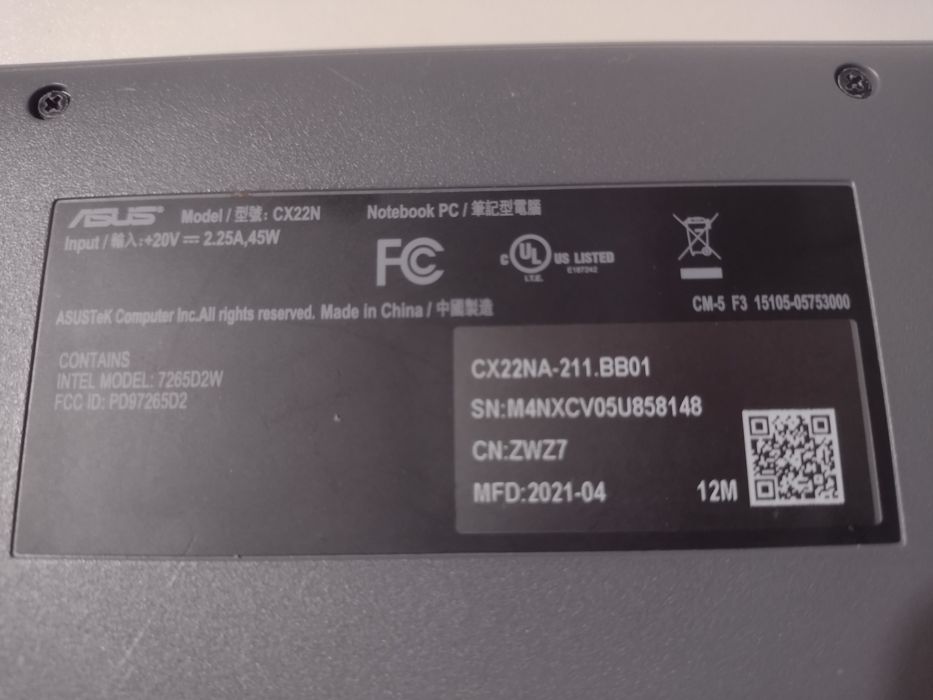 ASUS Model / 型號: CX22N Notebook PC / 筆記型電腦
Input / 輸入:+20V ⎓ 2.25A,45W
FC
c UL US LISTED
I.T.E. E187242
CM-5 F3 15105-05753000
ASUSTeK Computer Inc.All rights reserved. Made in China / 中國製造
CONTAINS
INTEL MODEL: 7265D2W
FCC ID: PD97265D2
CX22NA-211.BB01
SN:M4NXCV05U858148
CN:ZWZ7
MFD:2021-04 12M